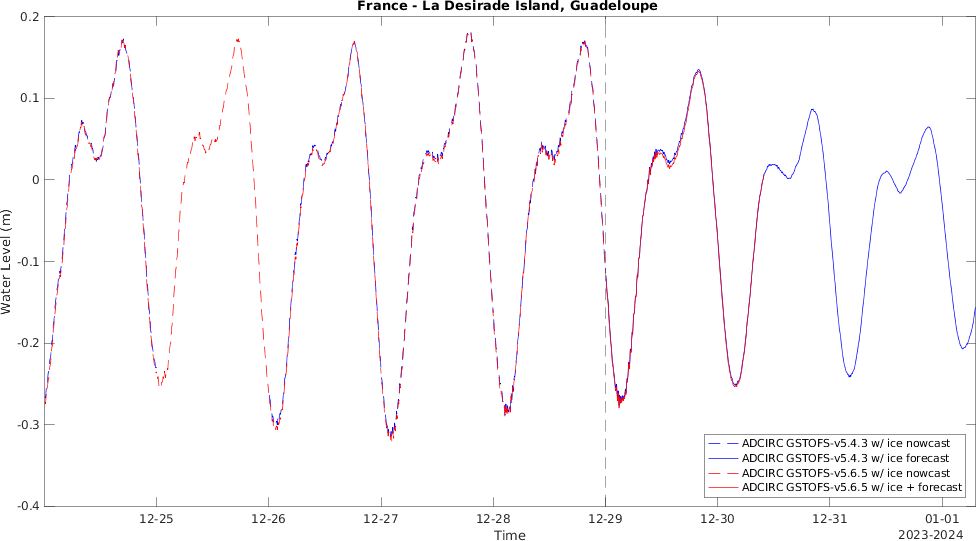 France - La Desirade Island, Guadeloupe
Water Level (m)
0.2
0.1
0
-0.1
-0.2
-0.3
-0.4
12-25
12-26
12-27
12-28
12-29
12-30
12-31
01-01
Time
2023-2024
ADCIRC GSTOFS-v5.4.3 w/ ice nowcast
ADCIRC GSTOFS-v5.4.3 w/ ice forecast
ADCIRC GSTOFS-v5.6.5 w/ ice nowcast
ADCIRC GSTOFS-v5.6.5 w/ ice + forecast